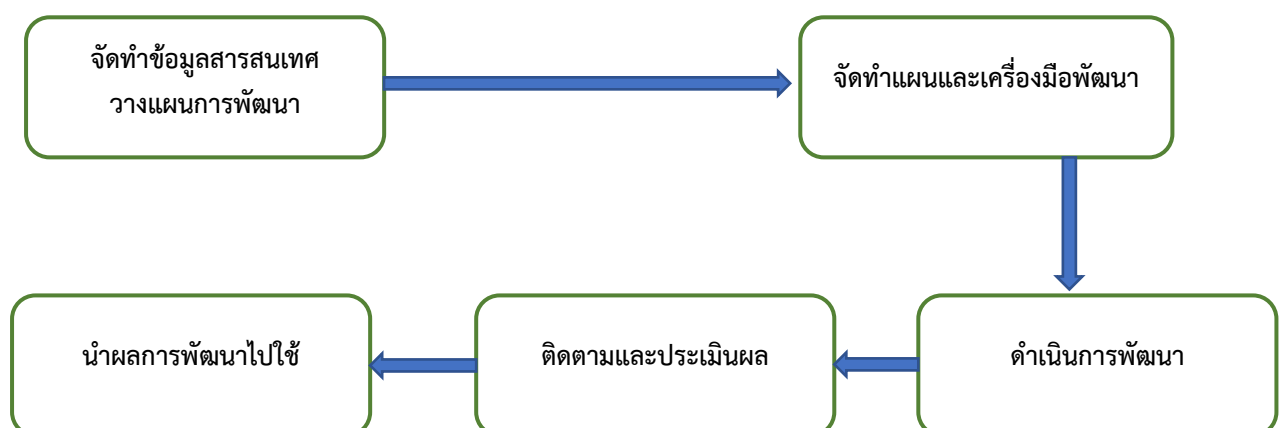 จัดทำข้อมูลสารสนเทศ
วางแผนการพัฒนา
จัดทำแผนและเครื่องมือพัฒนา
ดำเนินการพัฒนา
ติดตามและประเมินผล
นำผลการพัฒนาไปใช้